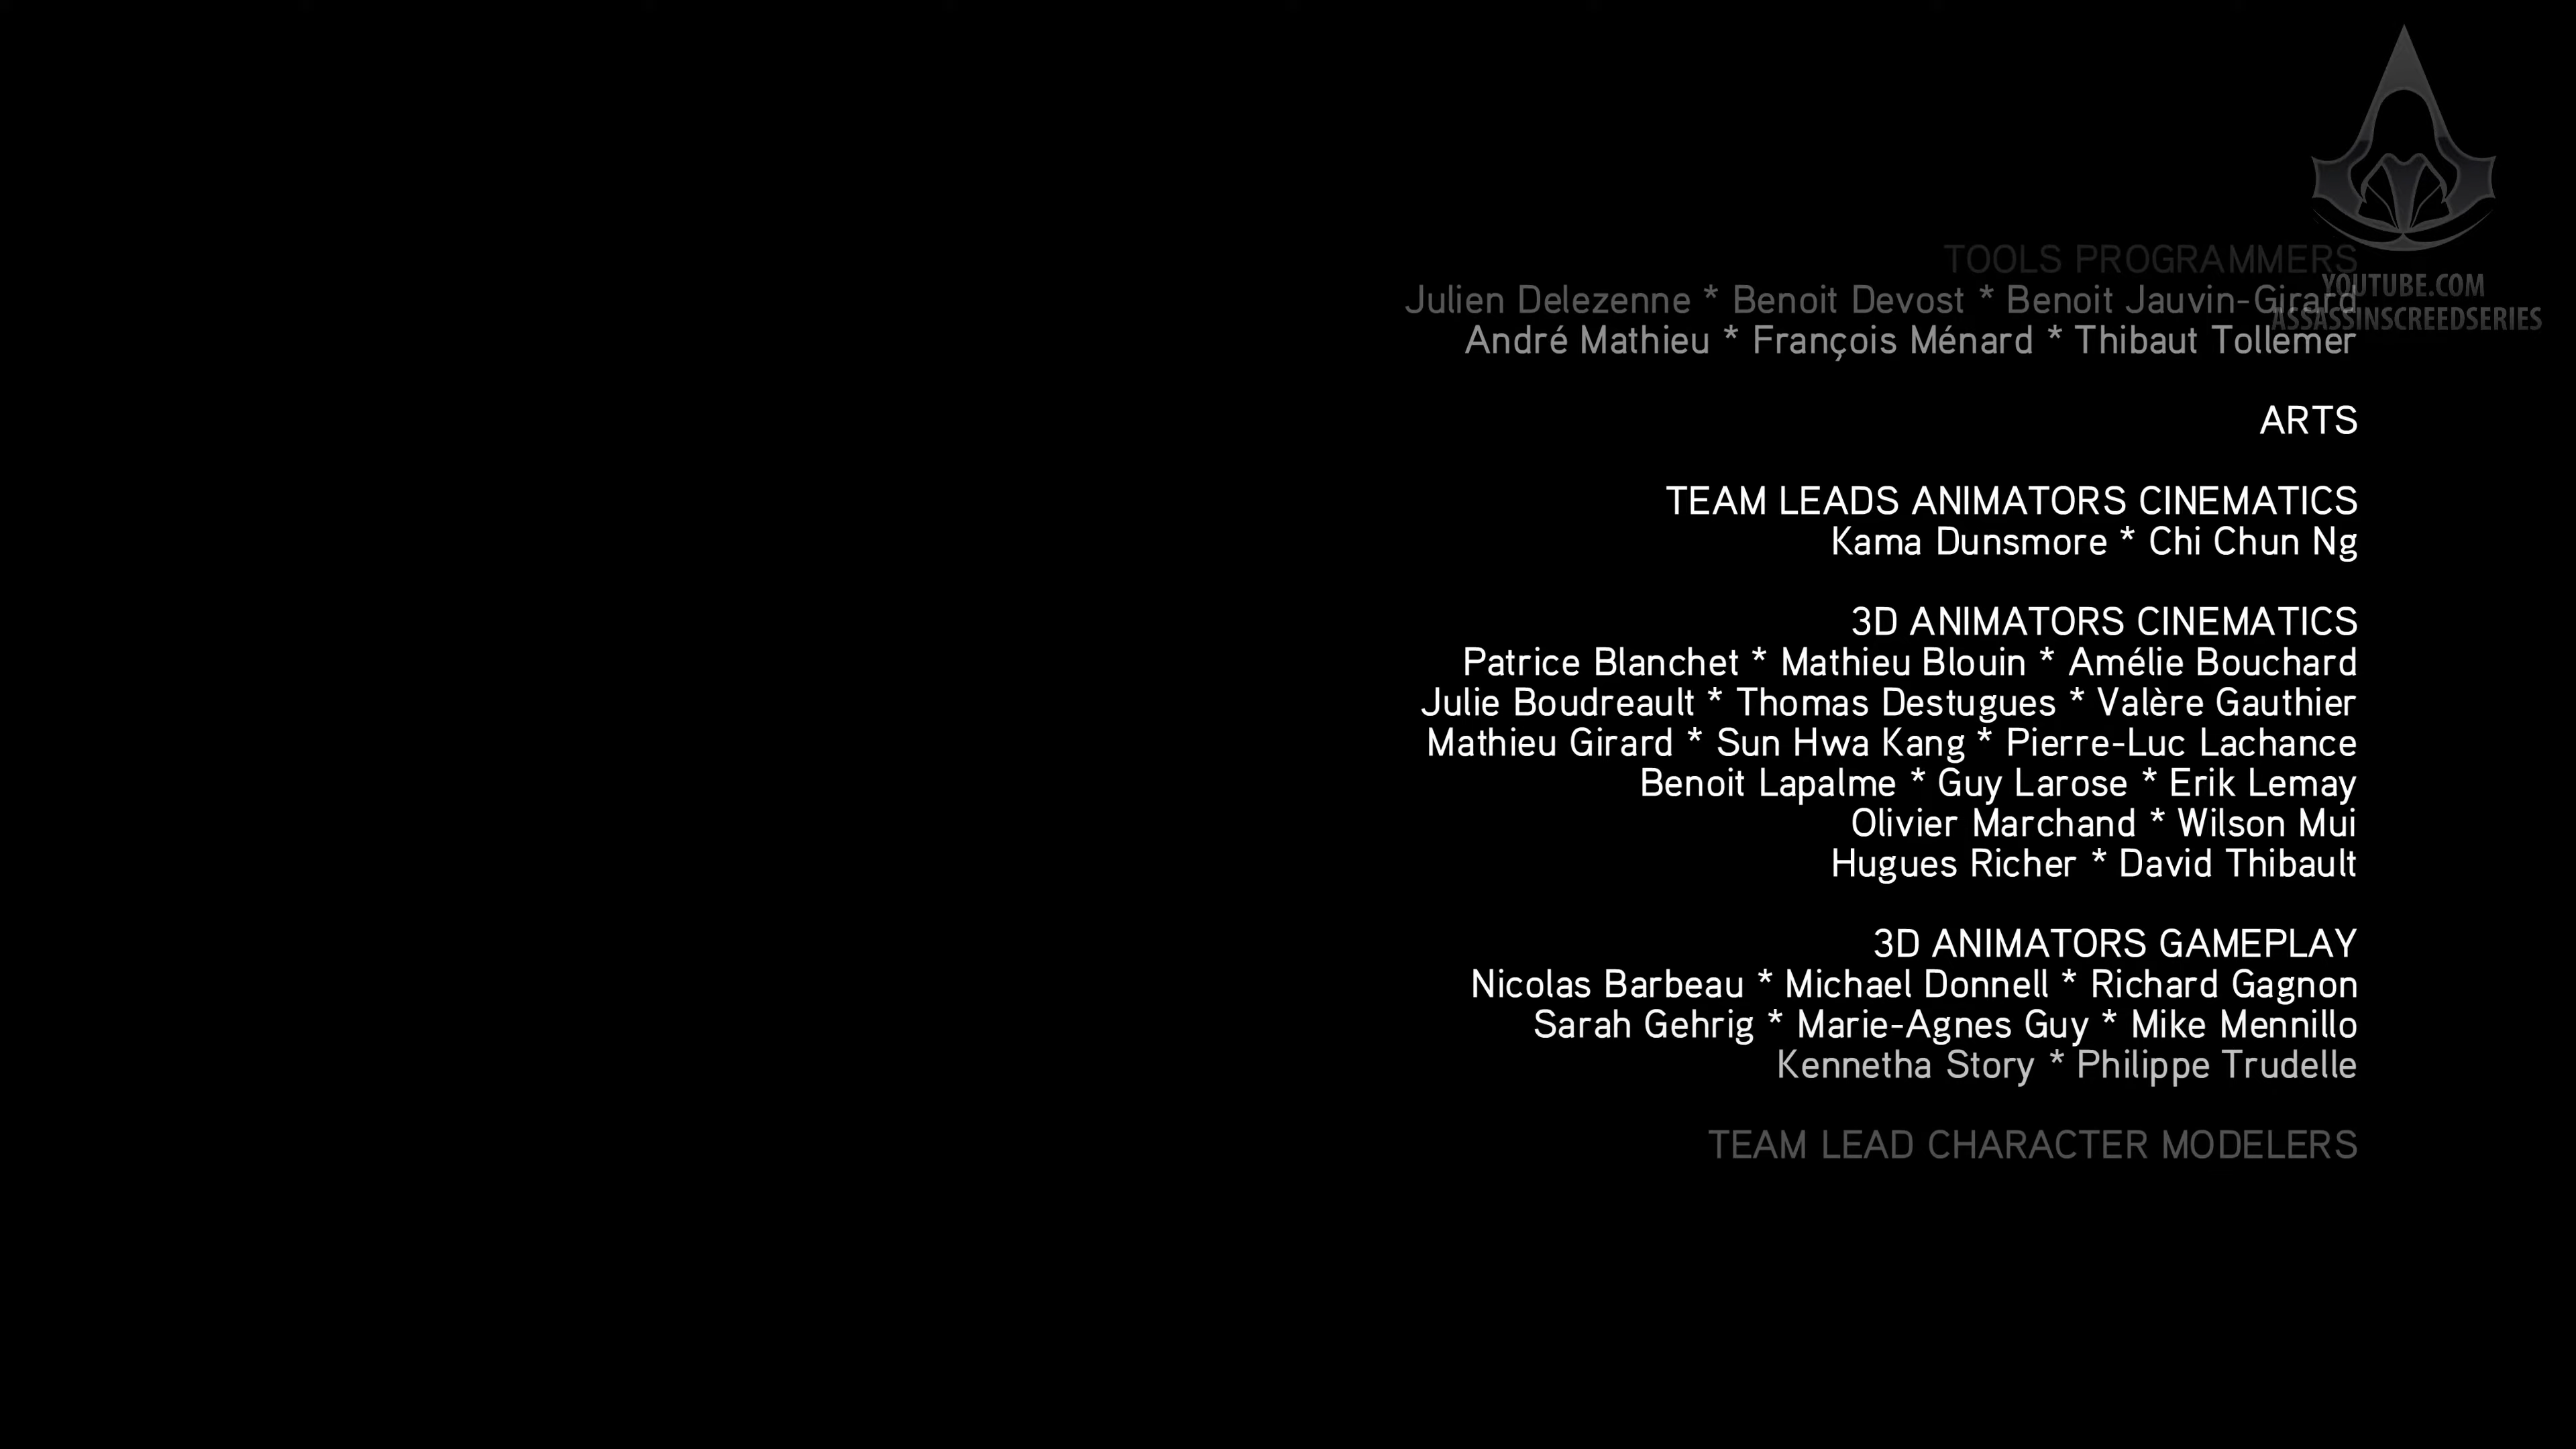 TOOLS PROGRAMMERS
YOUTUBE.COM
Julien Delezenne * Benoit Devost * Benoit Jauvin-Girard
ASSASSINSCREEDSERIES
André Mathieu * François Ménard * Thibaut Tollemer
ARTS
TEAM LEADS ANIMATORS CINEMATICS
Kama Dunsmore * Chi Chun Ng
3D ANIMATORS CINEMATICS
Patrice Blanchet * Mathieu Blouin * Amélie Bouchard
Julie Boudreault * Thomas Destugues * Valère Gauthier
Mathieu Girard * Sun Hwa Kang * Pierre-Luc Lachance
Benoit Lapalme * Guy Larose * Erik Lemay
Olivier Marchand * Wilson Mui
Hugues Richer * David Thibault
3D ANIMATORS GAMEPLAY
Nicolas Barbeau * Michael Donnell * Richard Gagnon
Sarah Gehrig * Marie-Agnes Guy * Mike Mennillo
Kennetha Story * Philippe Trudelle
TEAM LEAD CHARACTER MODELERS